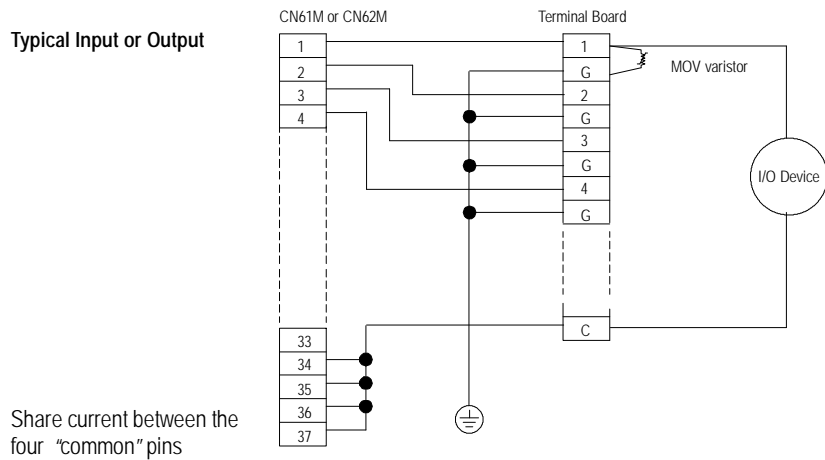 CN61M or CN62M
Terminal Board
Typical Input or Output
1
2
3
4
1
G
2
G
3
G
4
G
MOV varistor
I/O Device
C
33
34
35
36
37
Share current between the
four “common” pins